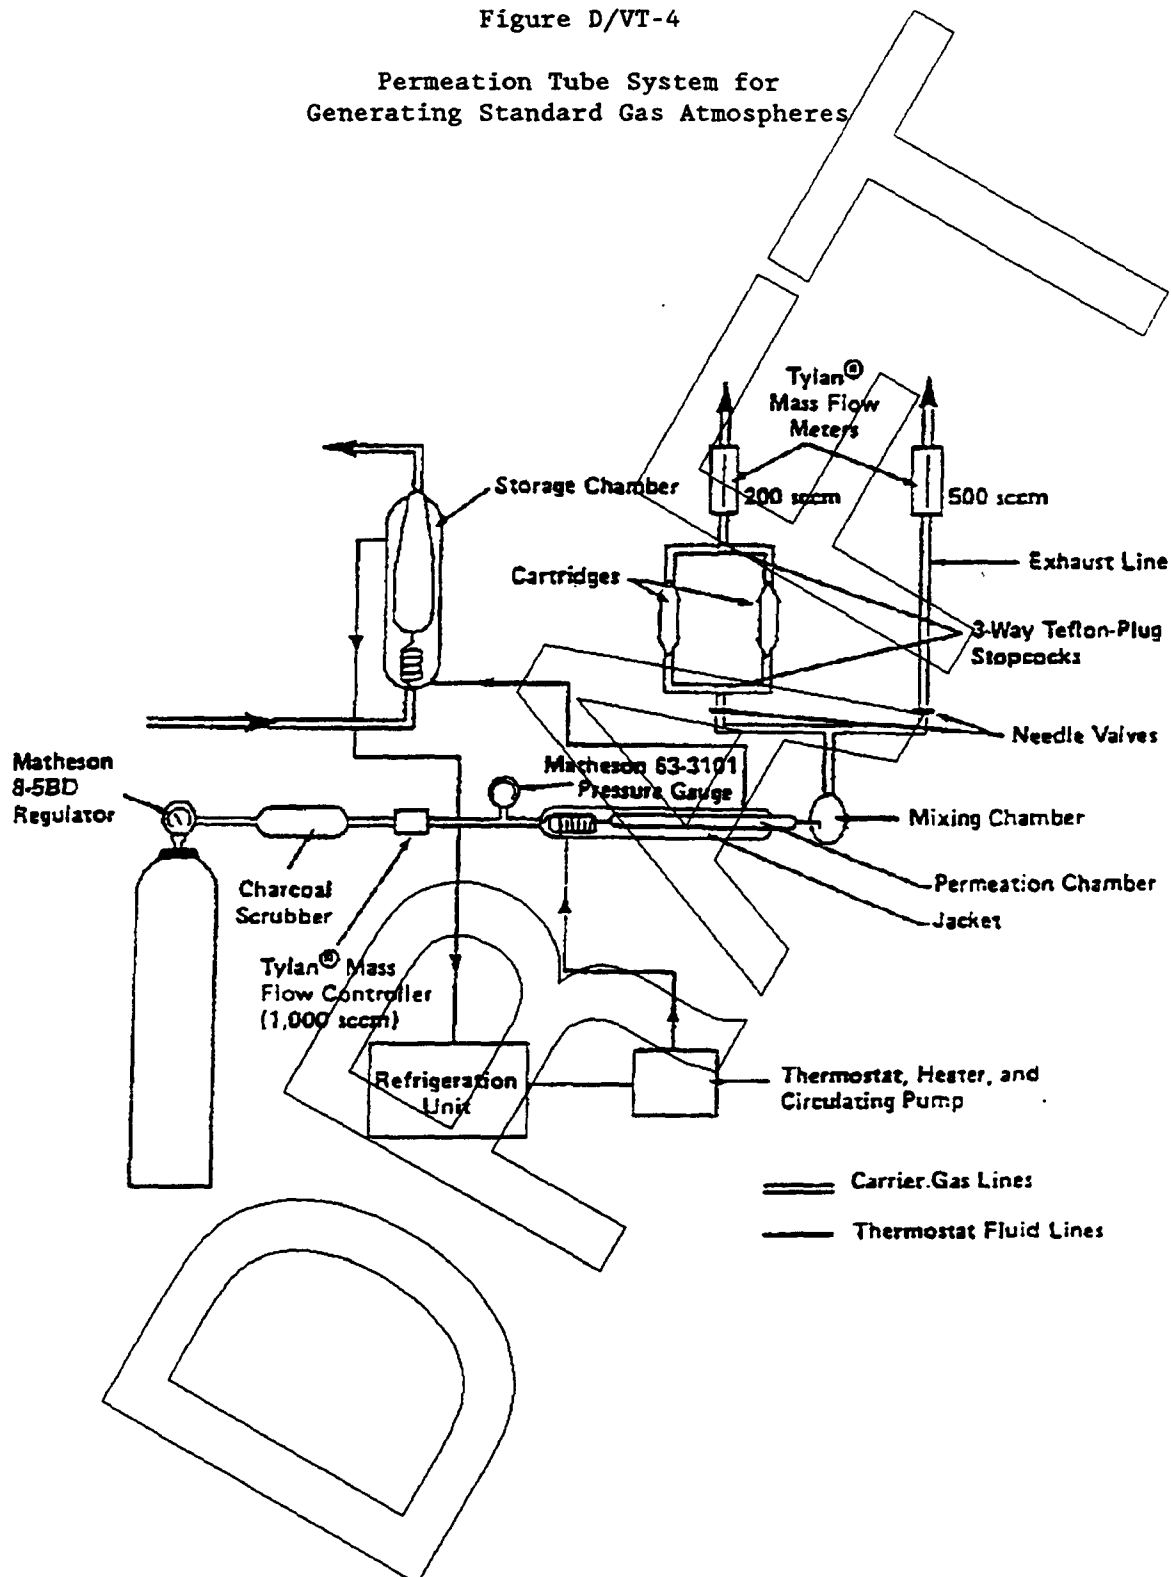 Figure D/VT-4
Permeation Tube System for
Generating Standard Gas Atmospheres
Tylan®
Mass Flow
Meters
Storage Chamber
200 sccm
500 sccm
Cartridges
Exhaust Line
3-Way Teflon-Plug
Stopcocks
Needle Valves
Matheson
8-5BD
Regulator
Matheson 63-3101
Pressure Gauge
Mixing Chamber
Charcoal
Scrubber
Permeation Chamber
Jacket
Tylan® Mass
Flow Controller
(1,000 sccm)
Refrigeration
Unit
Thermostat, Heater, and
Circulating Pump
Carrier Gas Lines
Thermostat Fluid Lines
DRAFT